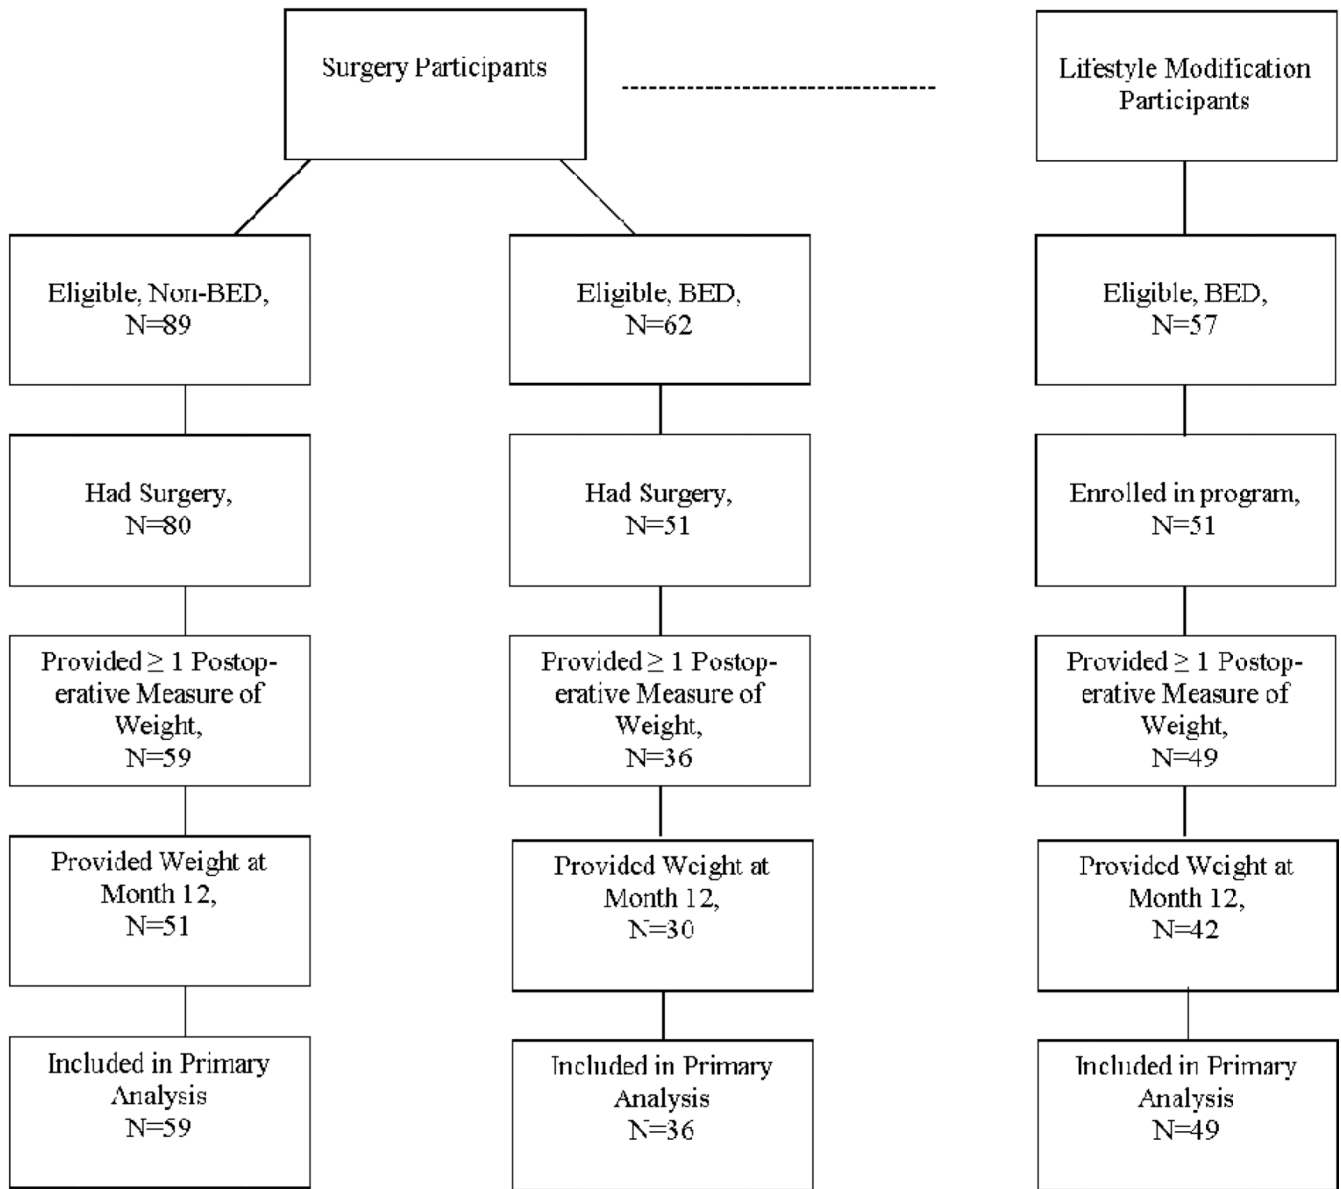 Surgery Participants
Lifestyle Modification
Participants
Eligible, Non-BED,
N=89
Eligible, BED,
N=62
Eligible, BED,
N=57
Had Surgery,
N=80
Had Surgery,
N=51
Enrolled in program,
N=51
Provided ≥ 1 Postop-
erative Measure of
Weight,
N=59
Provided ≥ 1 Postop-
erative Measure of
Weight,
N=36
Provided ≥ 1 Postop-
erative Measure of
Weight,
N=49
Provided Weight at
Month 12,
N=51
Provided Weight at
Month 12,
N=30
Provided Weight at
Month 12,
N=42
Included in Primary
Analysis
N=59
Included in Primary
Analysis
N=36
Included in Primary
Analysis
N=49